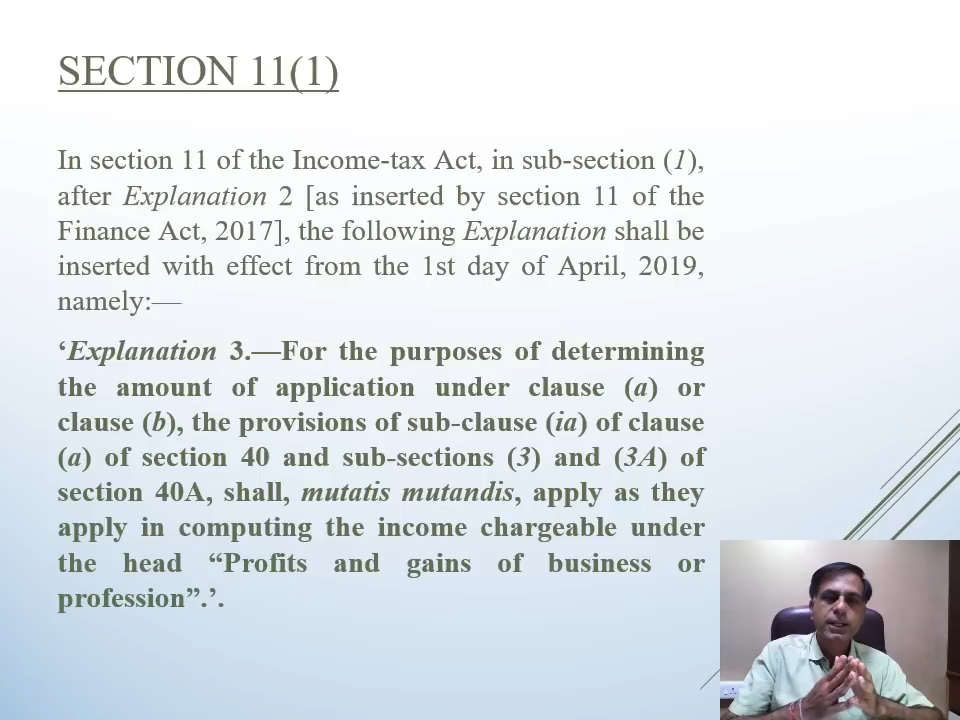 SECTION 11(1)
In section 11 of the Income-tax Act, in sub-section (1),
after Explanation 2 [as inserted by section 11 of the
Finance Act, 2017], the following Explanation shall be
inserted with effect from the 1st day of April, 2019,
namely:—
‘Explanation 3.—For the purposes of determining
the amount of application under clause (a) or
clause (b), the provisions of sub-clause (ia) of clause
(a) of section 40 and sub-sections (3) and (3A) of
section 40A, shall, mutatis mutandis, apply as they
apply in computing the income chargeable under
the head “Profits and gains of business or
profession”.’.